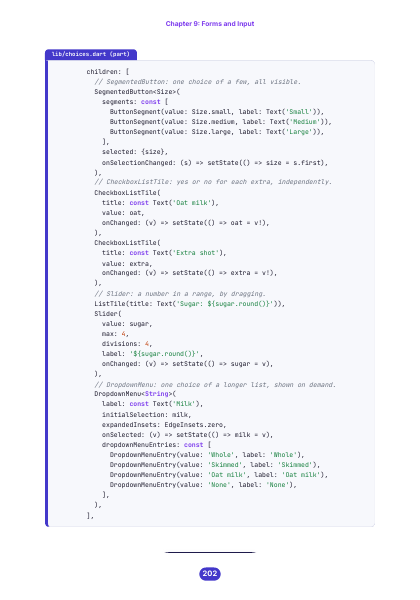 Chapter 9: Forms and Input
lib/choices.dart (part)
children: [
// SegmentedButton: one choice of a few, all visible.
SegmentedButton<Size>(
segments: const [
ButtonSegment(value: Size.small, label: Text('Small')),
ButtonSegment(value: Size.medium, label: Text('Medium')),
ButtonSegment(value: Size.large, label: Text('Large')),
],
selected: {size},
onSelectionChanged: (s) => setState(() => size = s.first),
),
// CheckboxListTile: yes or no for each extra, independently.
CheckboxListTile(
title: const Text('Oat milk'),
value: oat,
onChanged: (v) => setState(() => oat = v!),
),
CheckboxListTile(
title: const Text('Extra shot'),
value: extra,
onChanged: (v) => setState(() => extra = v!),
),
// Slider: a number in a range, by dragging.
ListTile(title: Text('Sugar: ${sugar.round()}')),
Slider(
value: sugar,
max: 4,
divisions: 4,
label: '${sugar.round()}',
onChanged: (v) => setState(() => sugar = v),
),
// DropdownMenu: one choice of a longer list, shown on demand.
DropdownMenu<String>(
label: const Text('Milk'),
initialSelection: milk,
expandedInsets: EdgeInsets.zero,
onSelected: (v) => setState(() => milk = v),
dropdownMenuEntries: const [
DropdownMenuEntry(value: 'Whole', label: 'Whole'),
DropdownMenuEntry(value: 'Skimmed', label: 'Skimmed'),
DropdownMenuEntry(value: 'Oat milk', label: 'Oat milk'),
DropdownMenuEntry(value: 'None', label: 'None'),
],
),
],
202